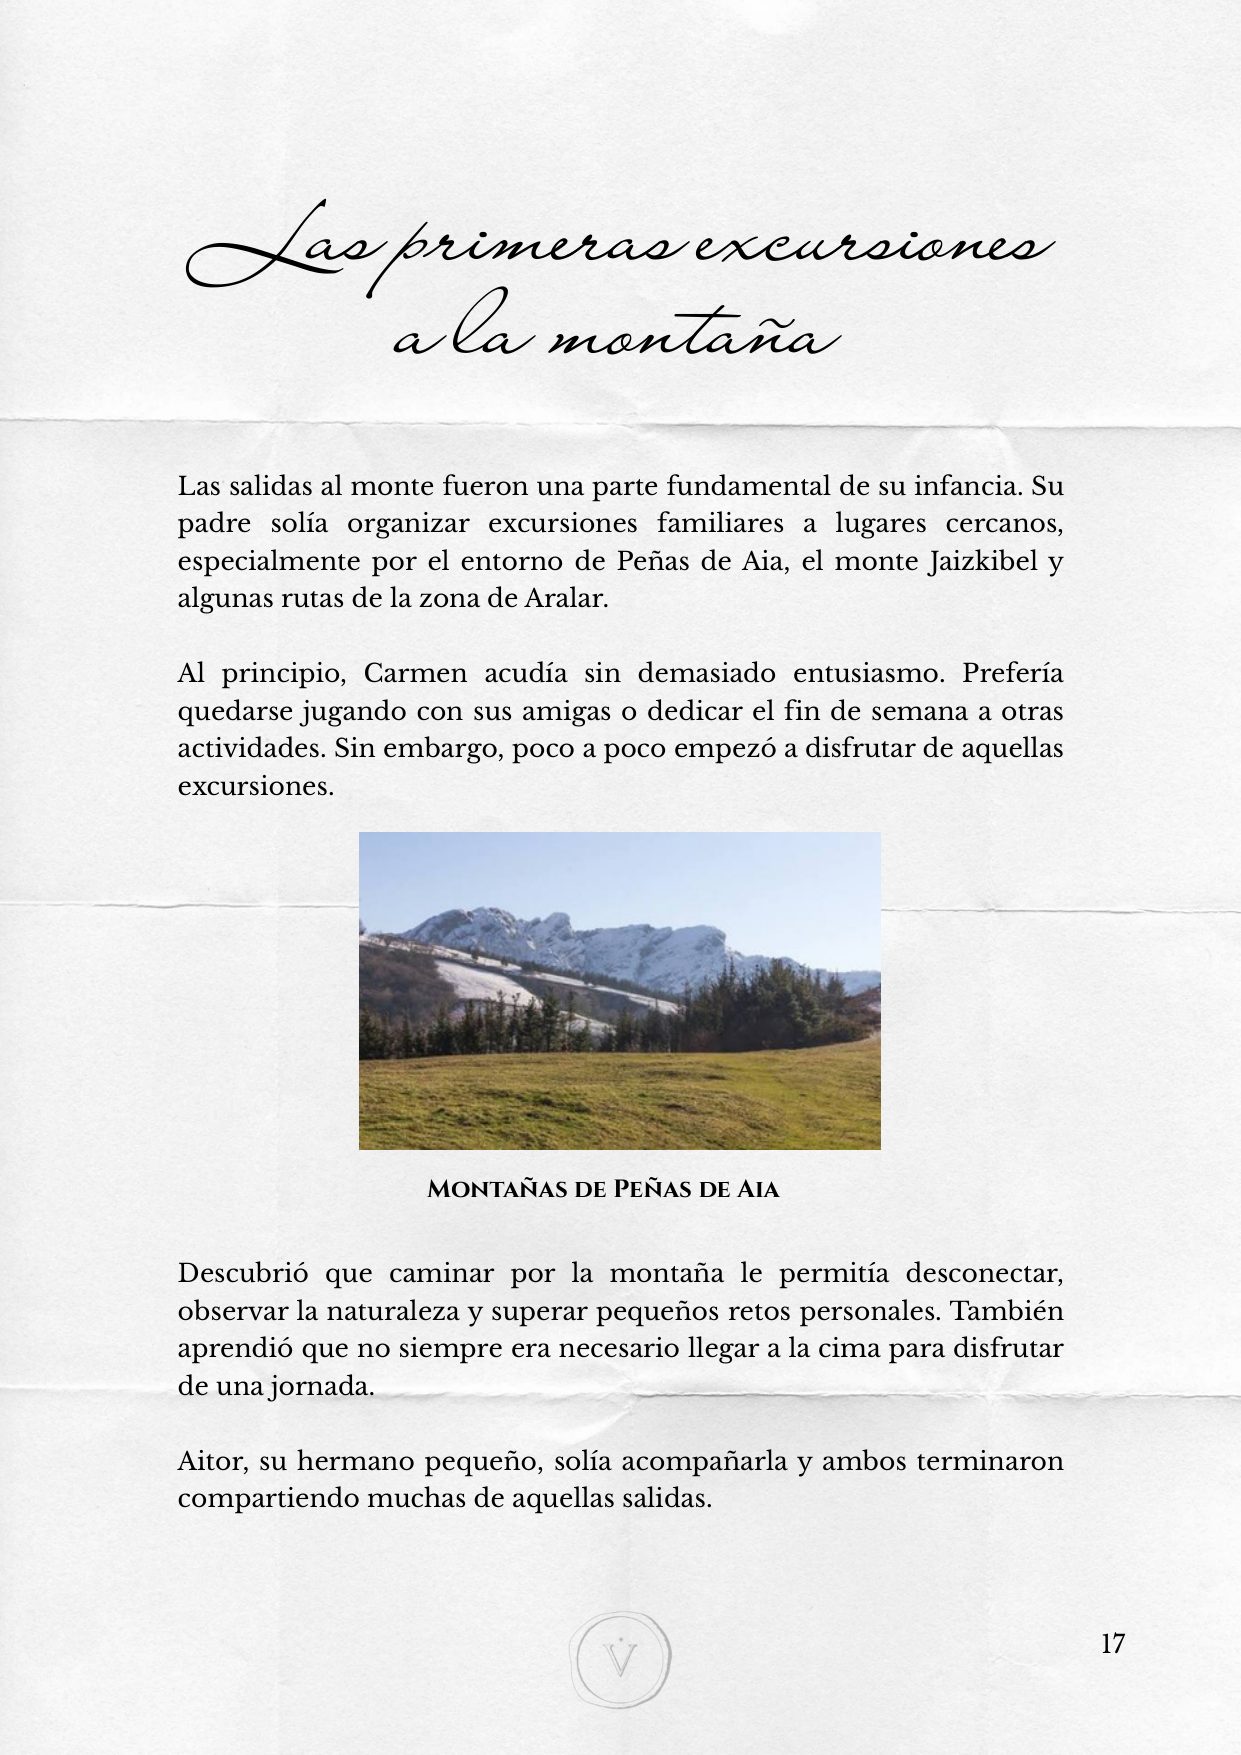 Las primeras excursiones
a la montaña
Las salidas al monte fueron una parte fundamental de su infancia. Su
padre solía organizar excursiones familiares a lugares cercanos,
especialmente por el entorno de Peñas de Aia, el monte Jaizkibel y
algunas rutas de la zona de Aralar.
Al principio, Carmen acudía sin demasiado entusiasmo. Prefería
quedarse jugando con sus amigas o dedicar el fin de semana a otras
actividades. Sin embargo, poco a poco empezó a disfrutar de aquellas
excursiones.
Montañas de Peñas de Aia
Descubrió que caminar por la montaña le permitía desconectar,
observar la naturaleza y superar pequeños retos personales. También
aprendió que no siempre era necesario llegar a la cima para disfrutar
de una jornada.
Aitor, su hermano pequeño, solía acompañarla y ambos terminaron
compartiendo muchas de aquellas salidas.
V
17